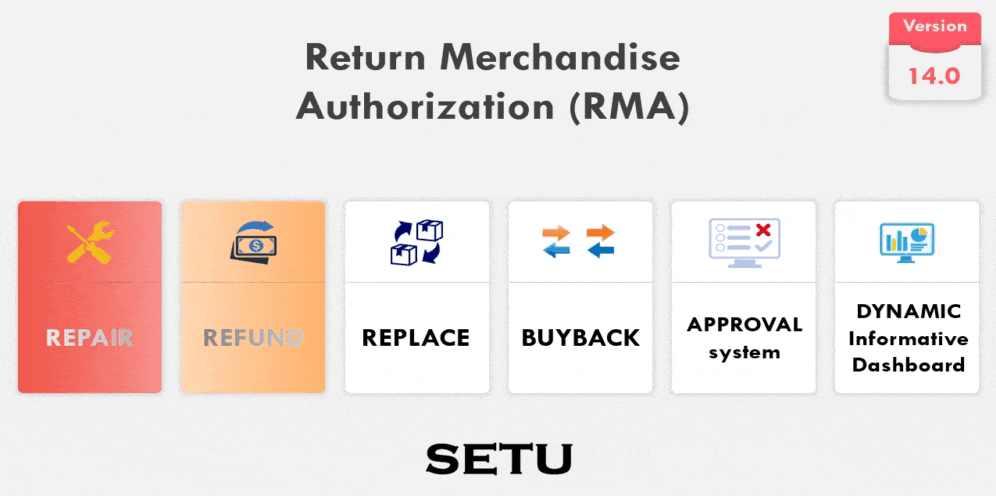 Version
14.0
Return Merchandise
Authorization (RMA)
REPAIR
REFUND
REPLACE
BUYBACK
APPROVAL
system
DYNAMIC
Informative
Dashboard
SETU